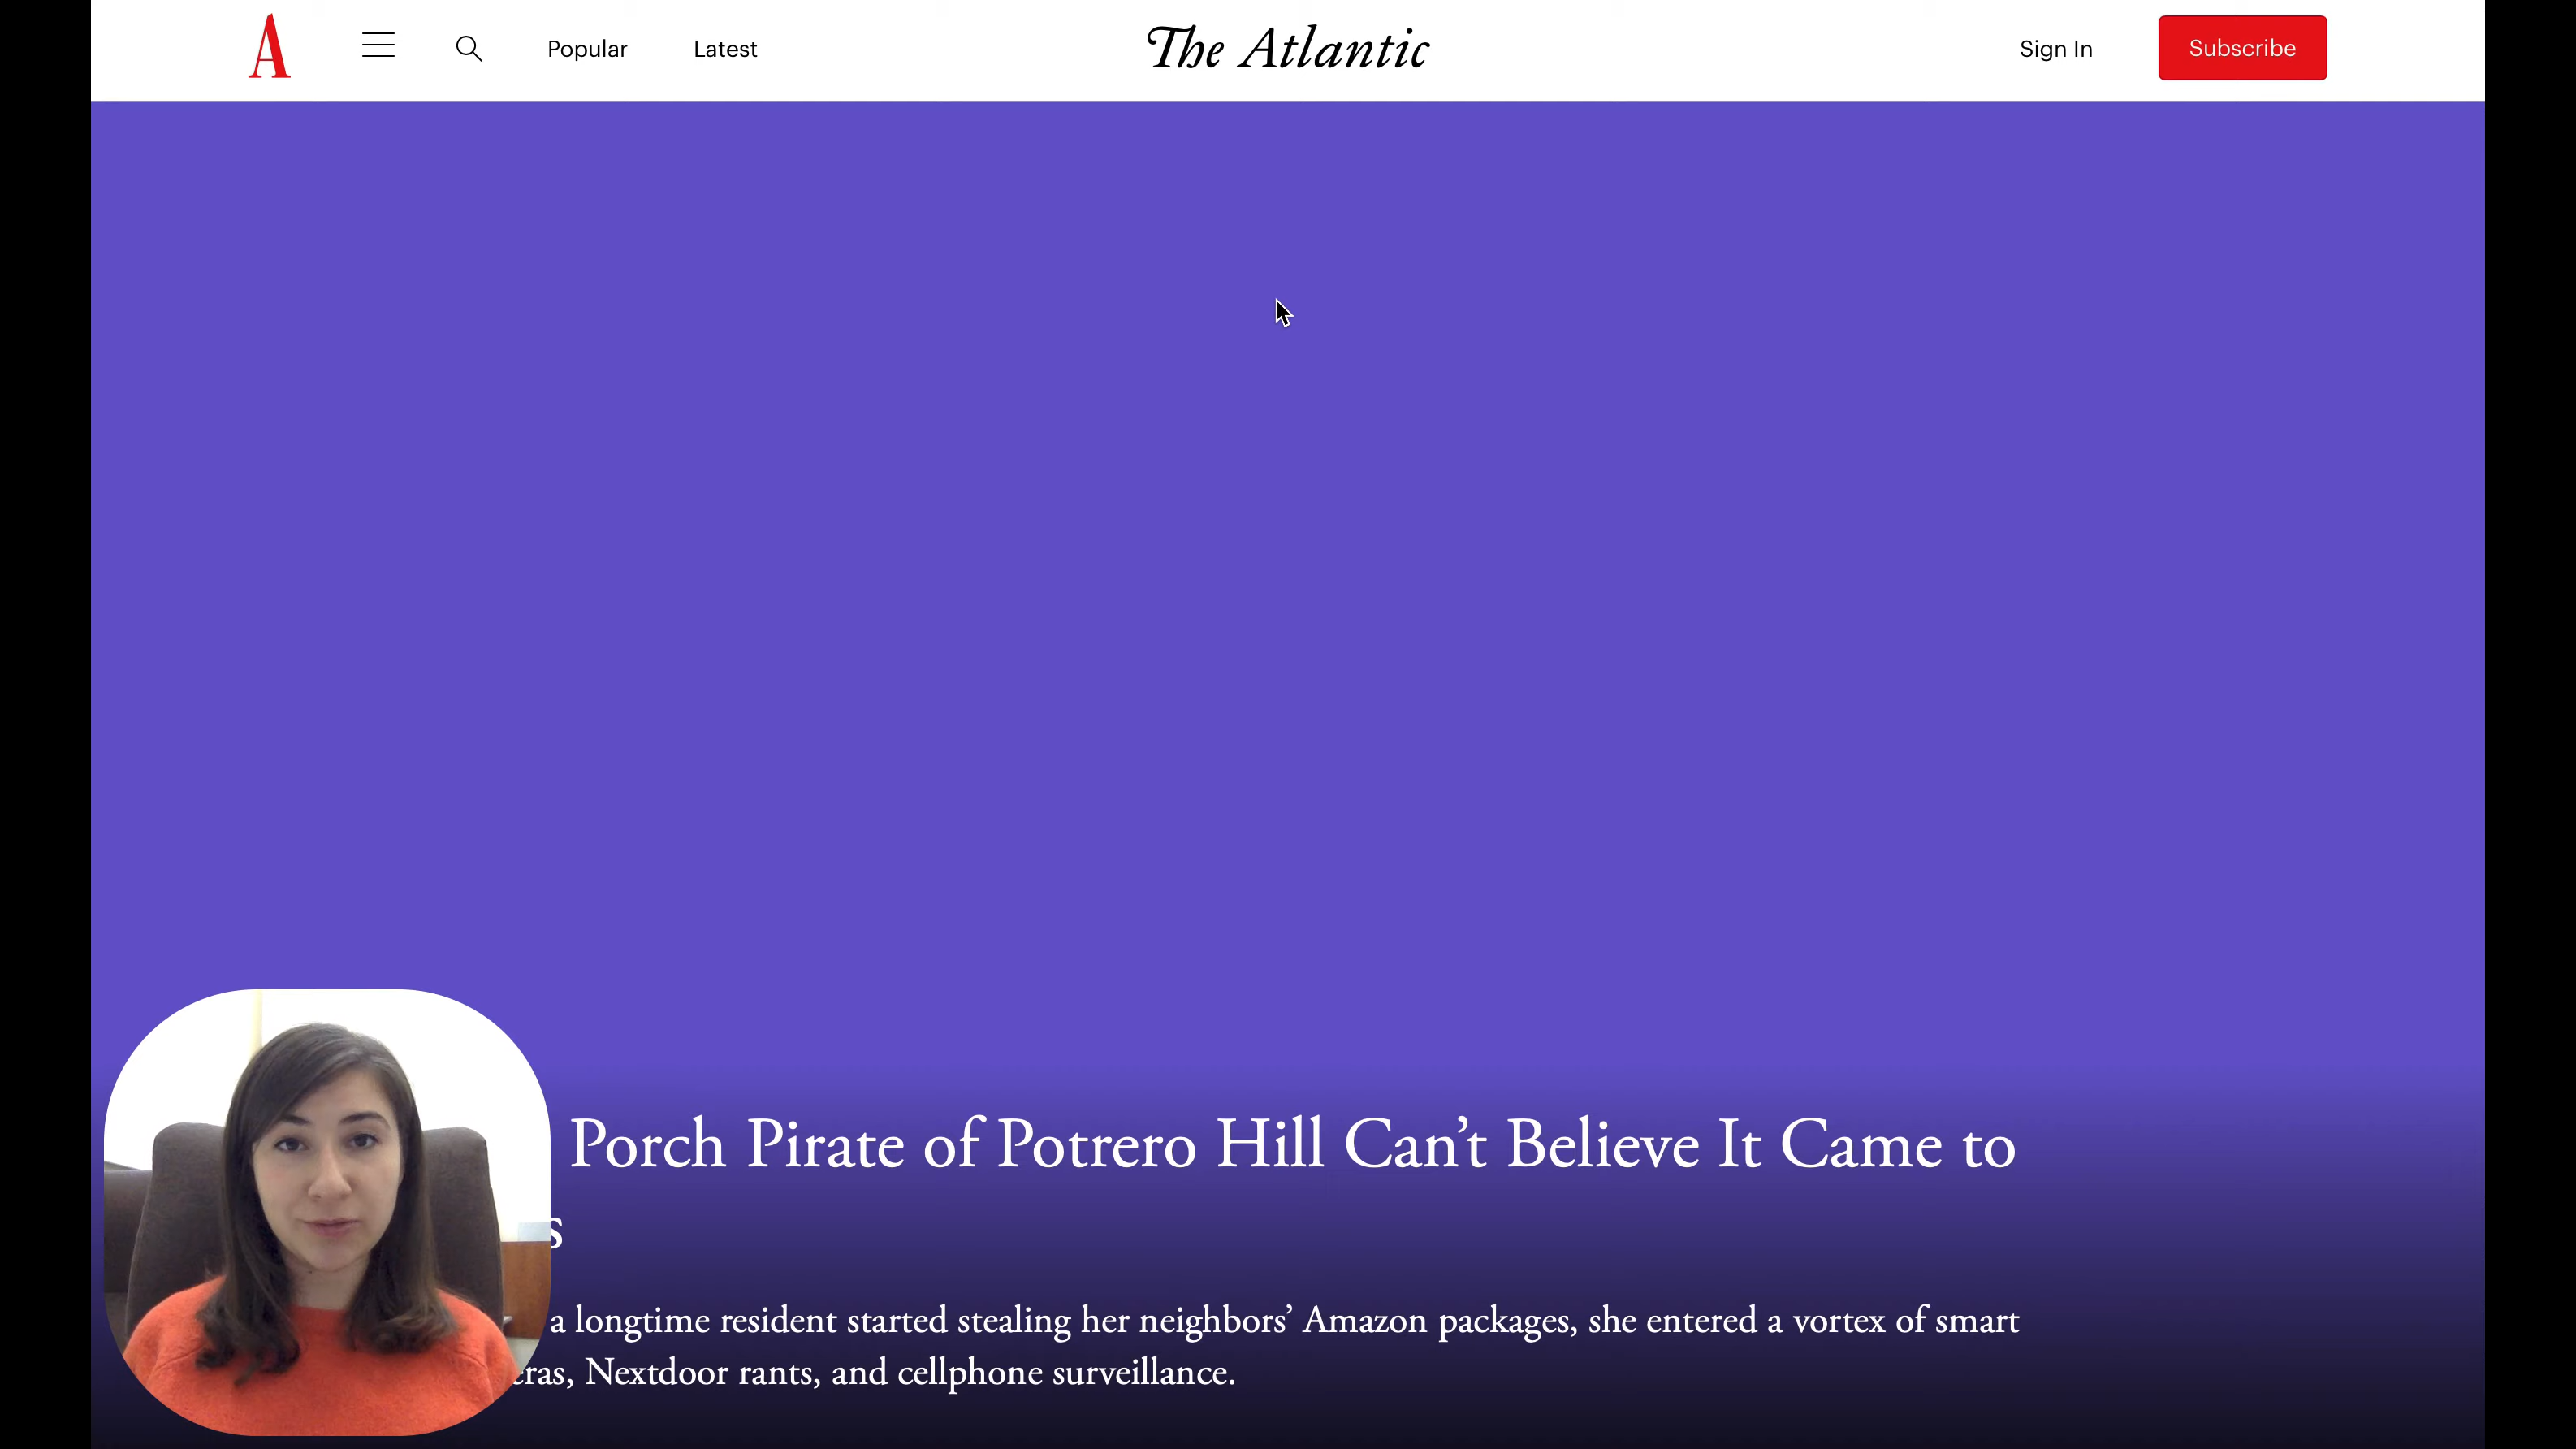 A
Popular
Latest
The Atlantic
Sign In
Subscribe
Porch Pirate of Potrero Hill Can’t Believe It Came to
s
a longtime resident started stealing her neighbors’ Amazon packages, she entered a vortex of smart
eras, Nextdoor rants, and cellphone surveillance.